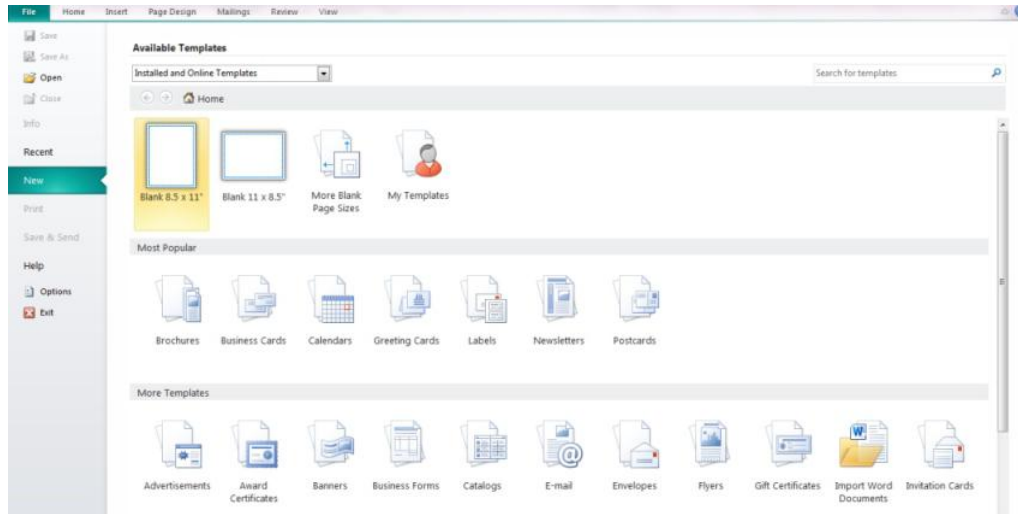 File Home Insert Page Design Mailings Review View
Save
Save As
Open
Close
Info
Recent
New
Print
Save & Send
Help
Options
Exit
Available Templates
Installed and Online Templates
Search for templates
Home
Blank 8.5 x 11"
Blank 11 x 8.5"
More Blank
Page Sizes
My Templates
Most Popular
Brochures
Business Cards
Calendars
Greeting Cards
Labels
Newsletters
Postcards
More Templates
Advertisements
Award
Certificates
Banners
Business Forms
Catalogs
E-mail
Envelopes
Flyers
Gift Certificates
Import Word
Documents
Invitation Cards